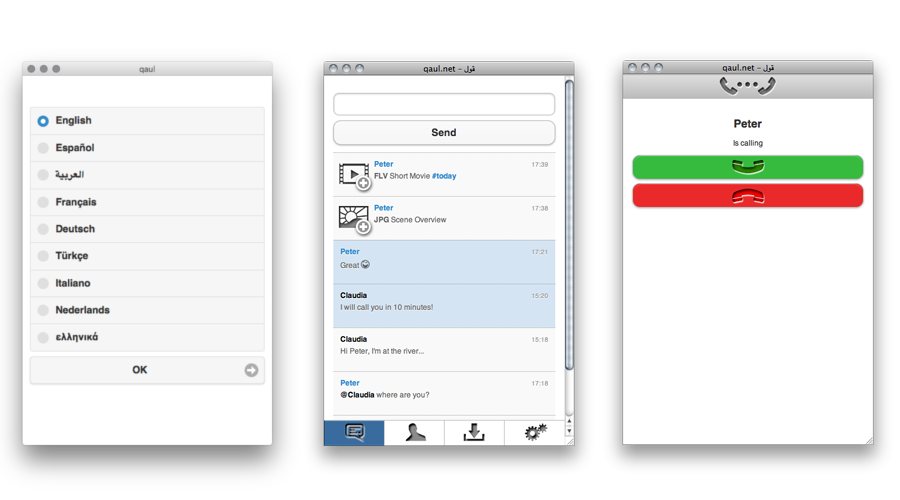 qaul
English
Español
العربية
Français
Deutsch
Türkçe
Italiano
Nederlands
ελληνικά
OK
qaul.net – قول
Send
Peter 17:39
FLV Short Movie #today
Peter 17:38
JPG Scene Overview
Peter 17:21
Great
Claudia 15:20
I will call you in 10 minutes!
Claudia 15:18
Hi Peter, I'm at the river...
Peter 17:18
@Claudia where are you?
qaul.net – قول
Peter
Is calling